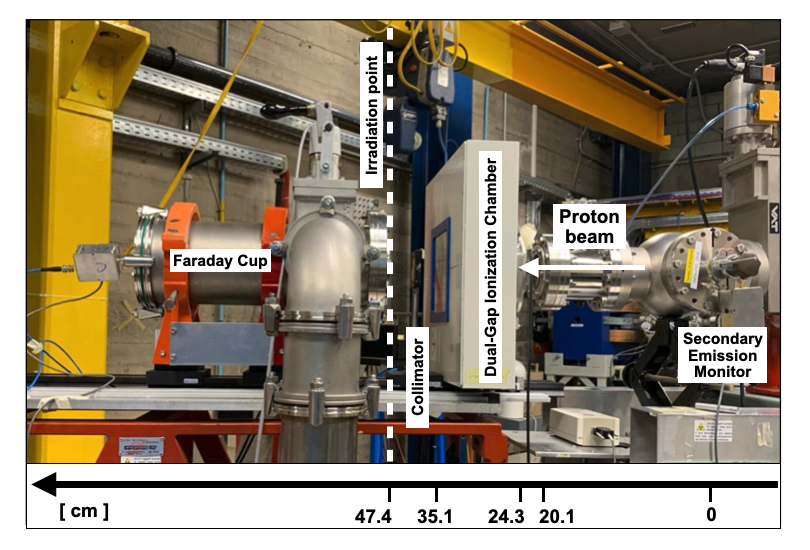 Irradiation point
Faraday Cup
Collimator
Dual-Gap Ionization Chamber
Proton
beam
Secondary
Emission
Monitor
VAT
[ cm ]
47.4
35.1
24.3
20.1
0